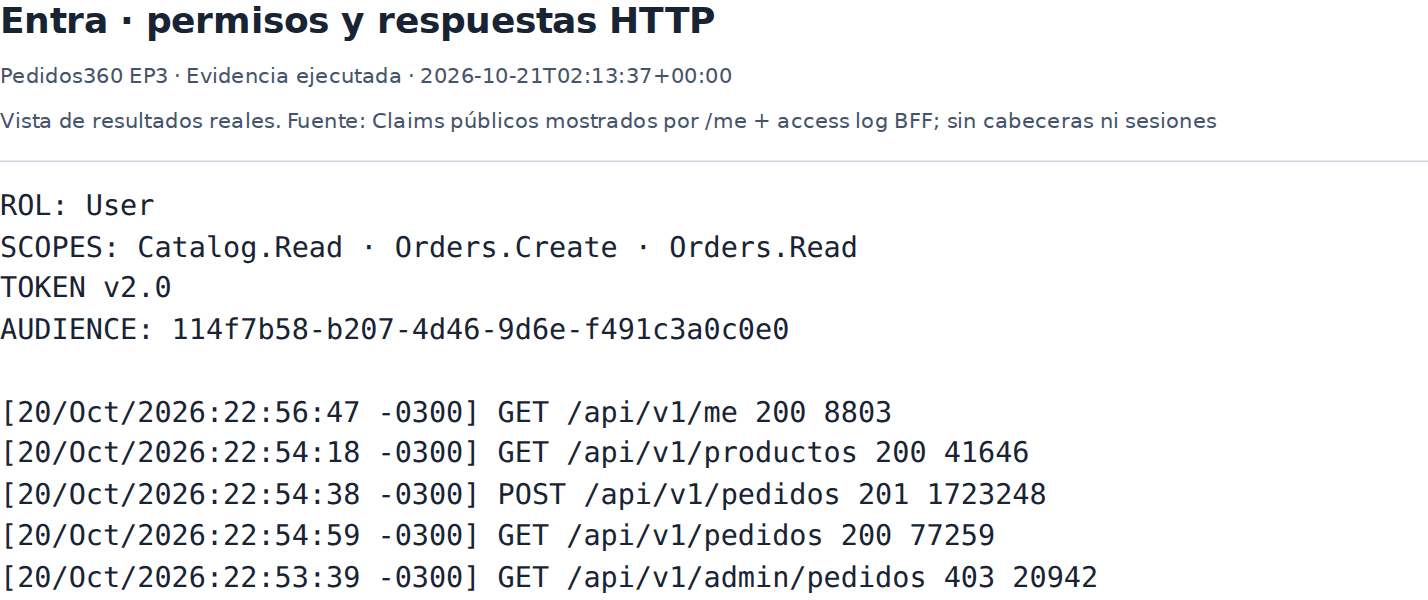 Entra · permisos y respuestas HTTP
Pedidos360 EP3 · Evidencia ejecutada · 2026-10-21T02:13:37+00:00
Vista de resultados reales. Fuente: Claims públicos mostrados por /me + access log BFF; sin cabeceras ni sesiones
ROL: User
SCOPES: Catalog.Read · Orders.Create · Orders.Read
TOKEN v2.0
AUDIENCE: 114f7b58-b207-4d46-9d6e-f491c3a0c0e0
[20/Oct/2026:22:56:47 -0300] GET /api/v1/me 200 8803
[20/Oct/2026:22:54:18 -0300] GET /api/v1/productos 200 41646
[20/Oct/2026:22:54:38 -0300] POST /api/v1/pedidos 201 1723248
[20/Oct/2026:22:54:59 -0300] GET /api/v1/pedidos 200 77259
[20/Oct/2026:22:53:39 -0300] GET /api/v1/admin/pedidos 403 20942